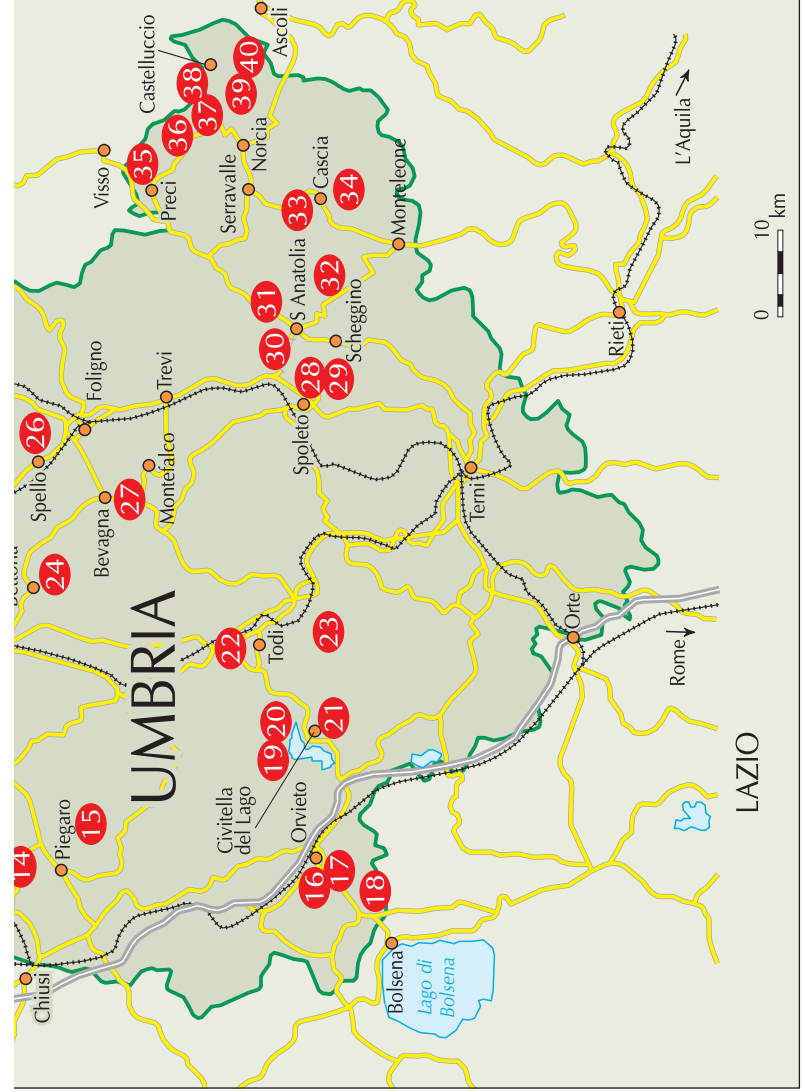 14
Chiusi
Piegaro
15
24
Spello
26
Foligno
Bevagna
27
Visso
35
Preci
UMBRIA
Montefalco
Trevi
Castelluccio
36
38
37
Serravalle
39
40
Norcia
Ascoli
Civitella
del Lago
22
Todi
19
20
31
30
S Anatolia
33
Cascia
34
Orvieto
16
17
21
23
Spoleto
28
29
32
Scheggino
18
Monteleone
Bolsena
Lago di
Bolsena
Terni
Orte
Rieti
Rome
L'Aquila
LAZIO
0
10
km